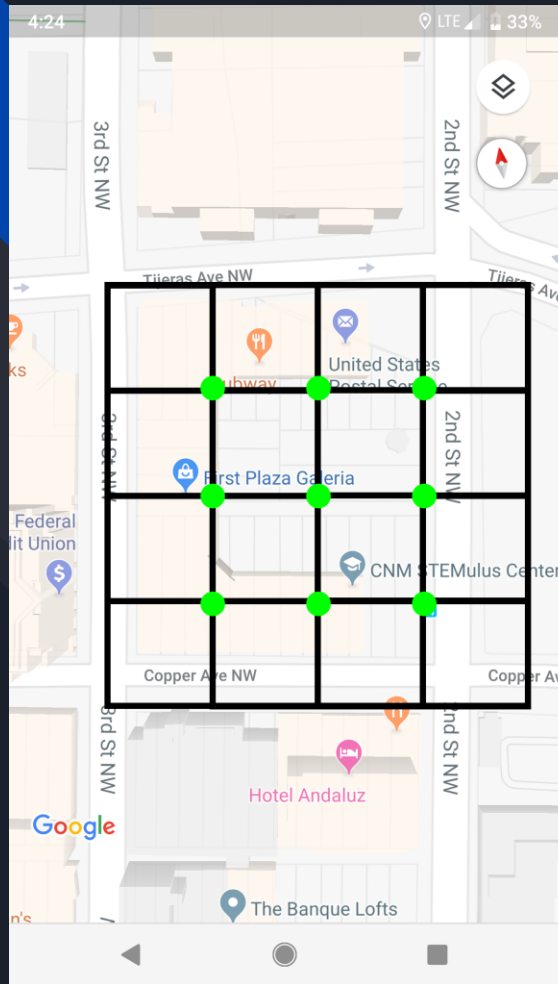 4:24
LTE
33%
3rd St NW
2nd St NW
Tijeras Ave NW
Tijeras Av
ks
United States
Postal Service
ubway
3rd St NW
2nd St NW
First Plaza Galeria
Federal
dit Union
CNM STEMulus Center
Copper Ave NW
Copper Av
3rd St NW
2nd St NW
Hotel Andaluz
Google
The Banque Lofts
n's